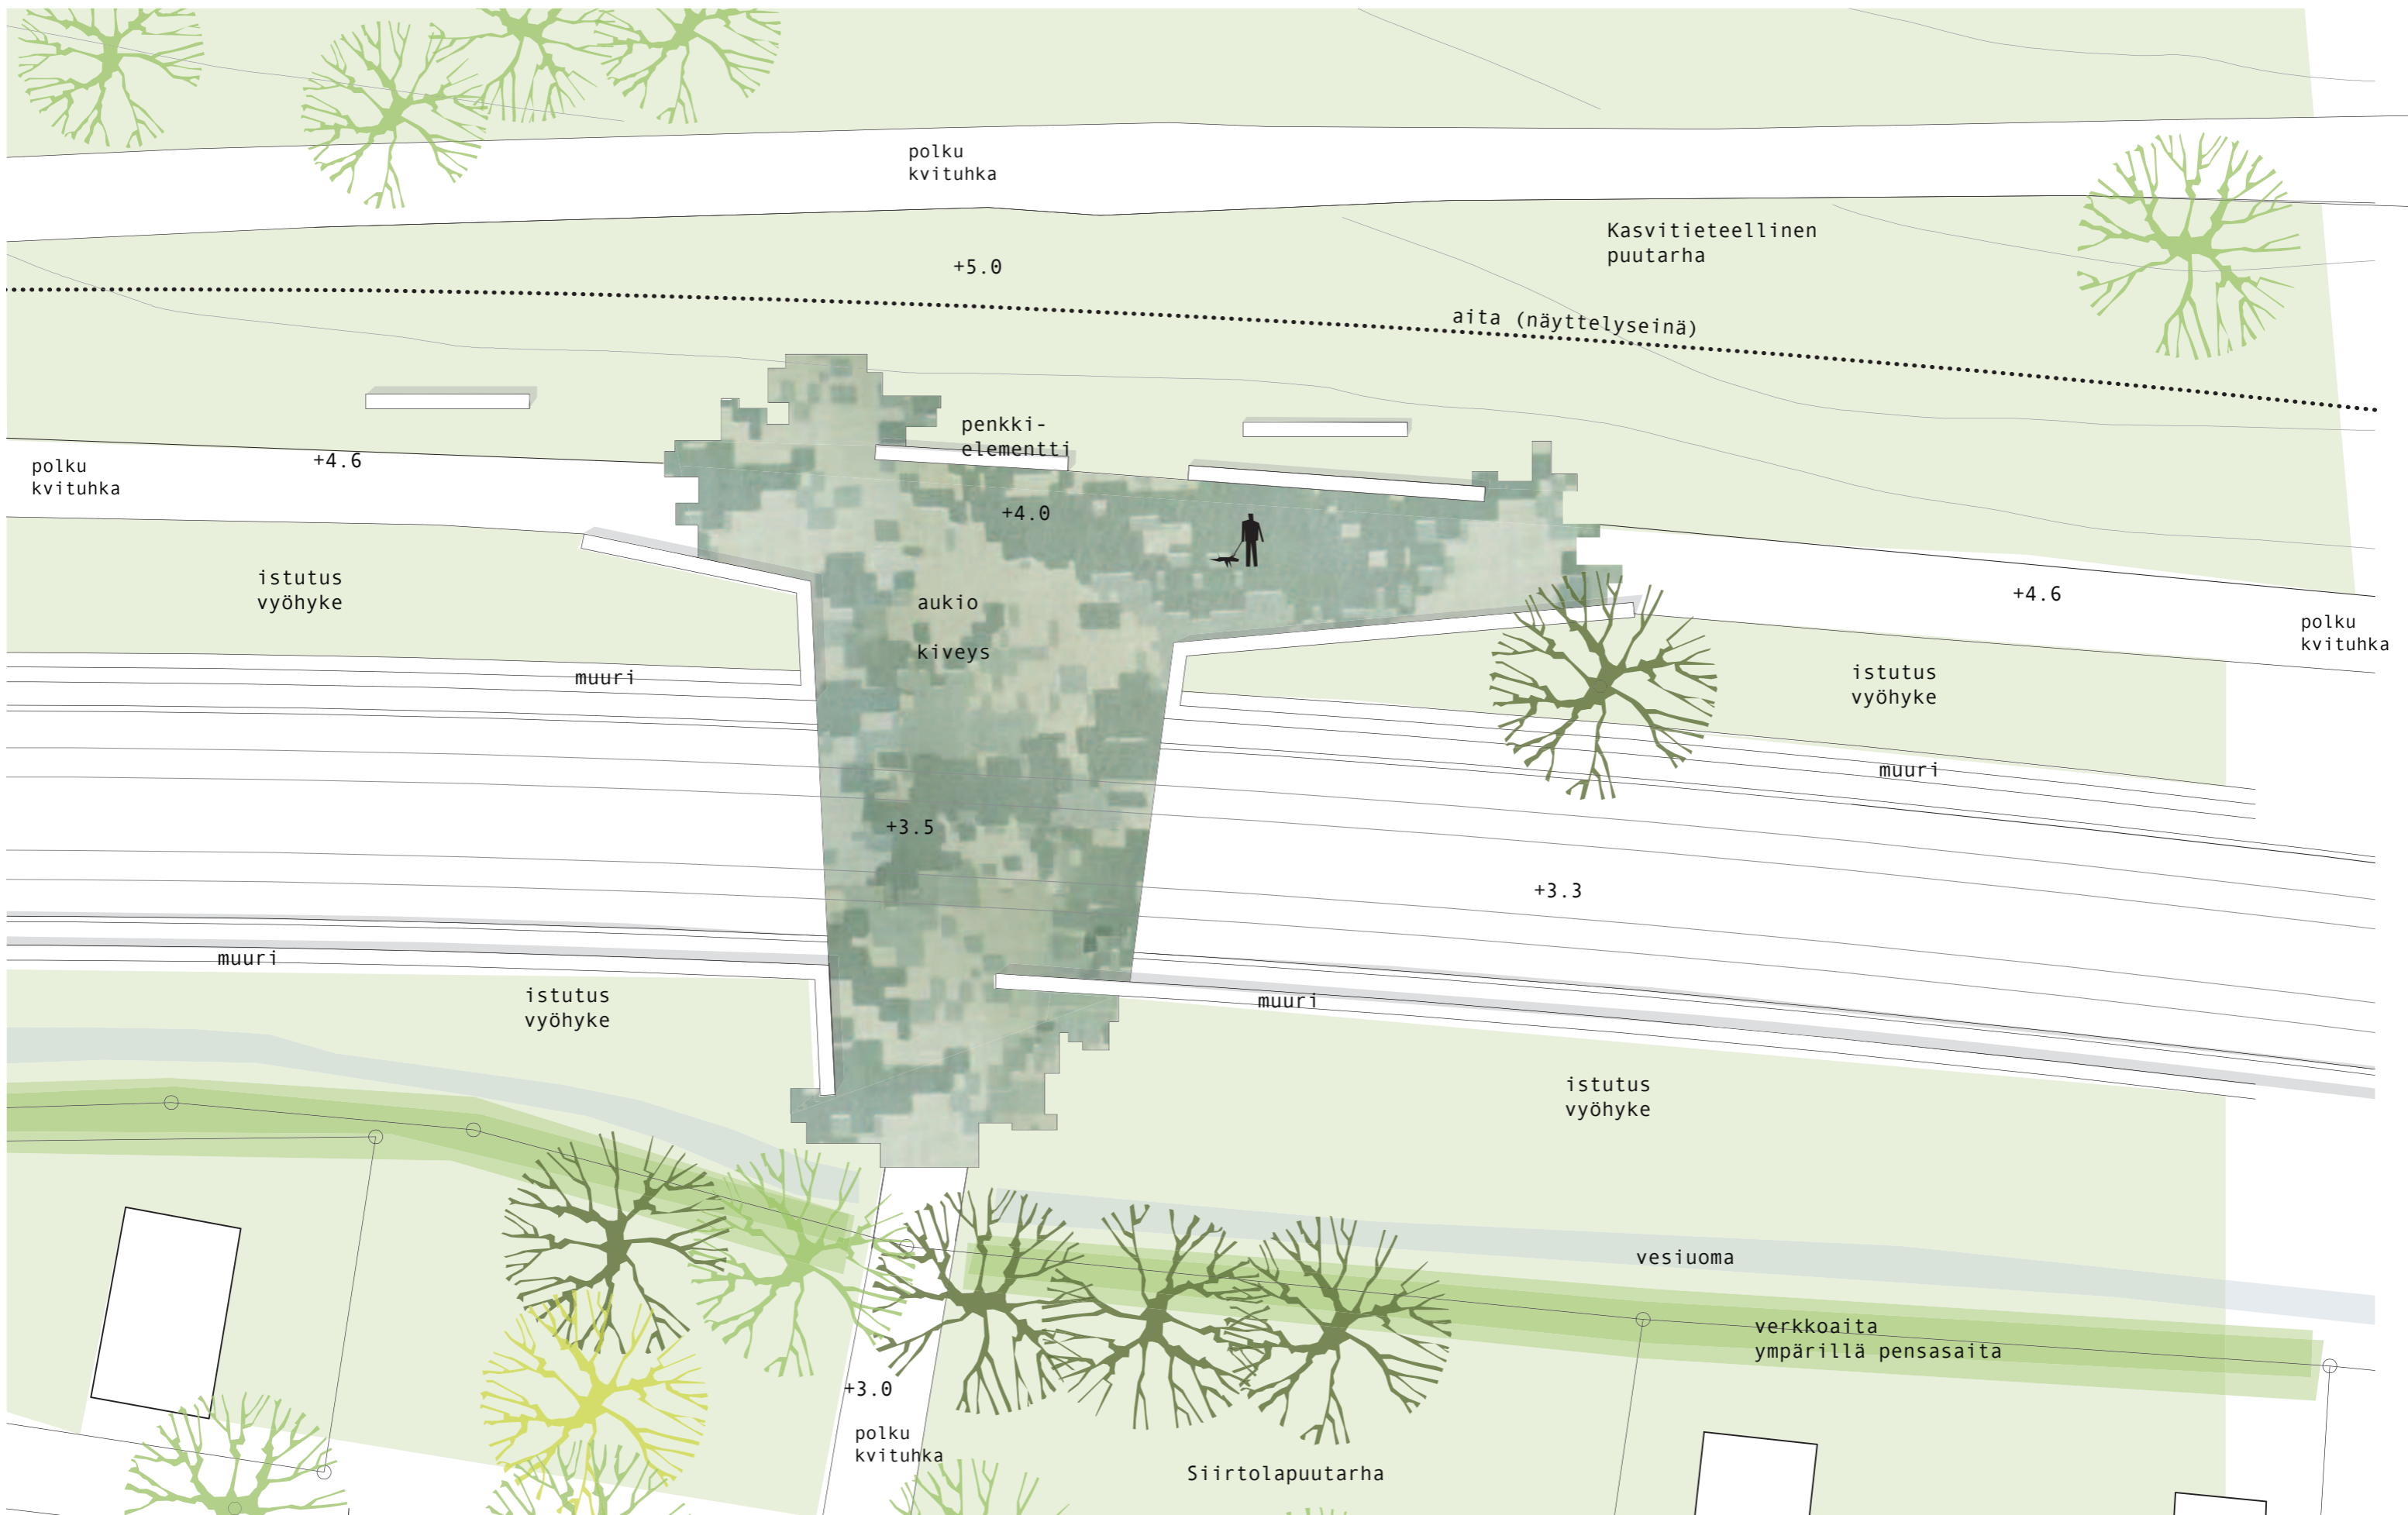 polku
kvituhka
Kasvitieteellinen
puutarha
+5.0
aita (näyttelyseinä)
penkki-
elementti
polku
kvituhka
+4.6
+4.0
istutus
vyöhyke
aukio
kiveys
+4.6
polku
kvituhka
muuri
istutus
vyöhyke
muuri
+3.5
+3.3
muuri
istutus
vyöhyke
muuri
istutus
vyöhyke
vesiuoma
verkkoaita
ympärillä pensasaita
+3.0
polku
kvituhka
Siirtolapuutarha